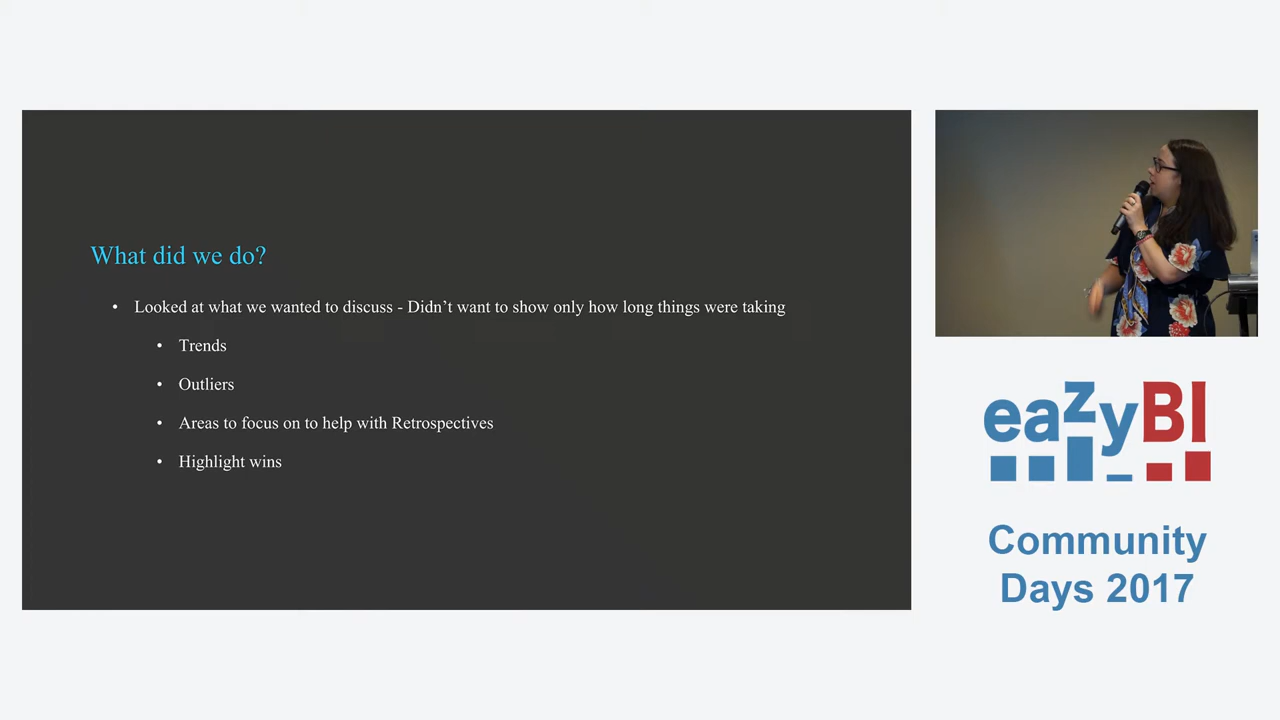 What did we do?
• Looked at what we wanted to discuss - Didn’t want to show only how long things were taking
• Trends
• Outliers
• Areas to focus on to help with Retrospectives
• Highlight wins
eazyBI
Community
Days 2017